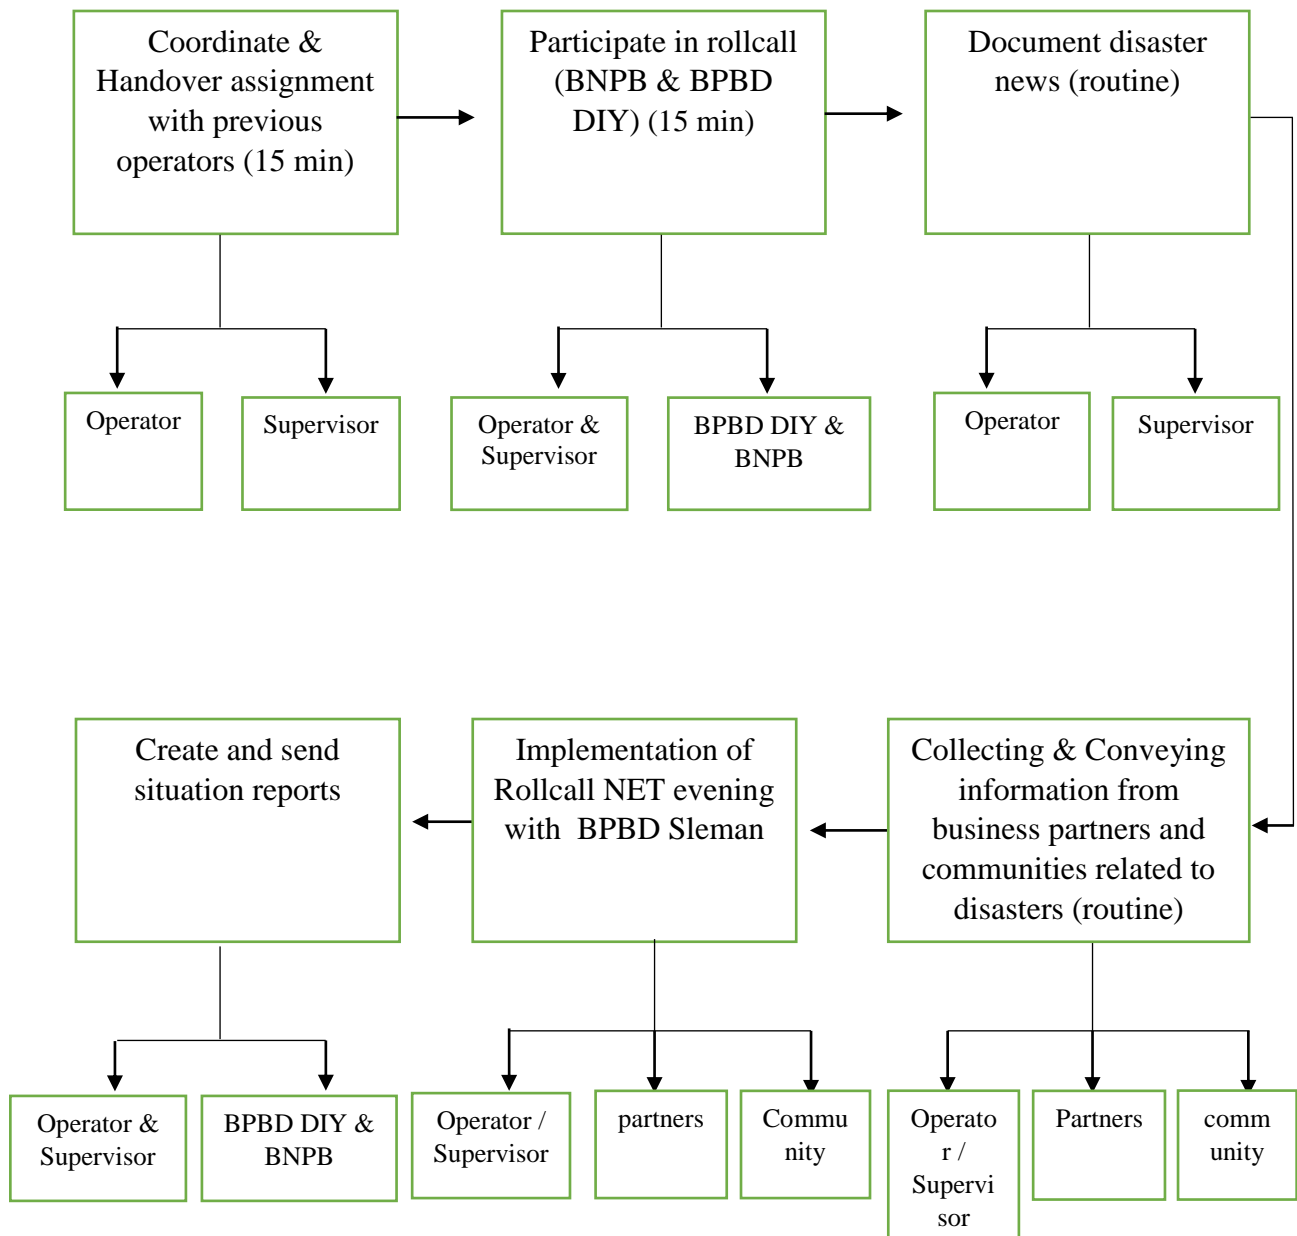 Coordinate &
Handover assignment
with previous
operators (15 min)
Participate in rollcall
(BNPB & BPBD
DIY) (15 min)
Document disaster
news (routine)
Operator
Supervisor
Operator &
Supervisor
BPBD DIY &
BNPB
Operator
Supervisor
Create and send
situation reports
Implementation of
Rollcall NET evening
with  BPBD Sleman
Collecting & Conveying
information from
business partners and
communities related to
disasters (routine)
Operator &
Supervisor
BPBD DIY &
BNPB
Operator /
Supervisor
partners
Commu
nity
Operato
r /
Supervi
sor
Partners
comm
unity